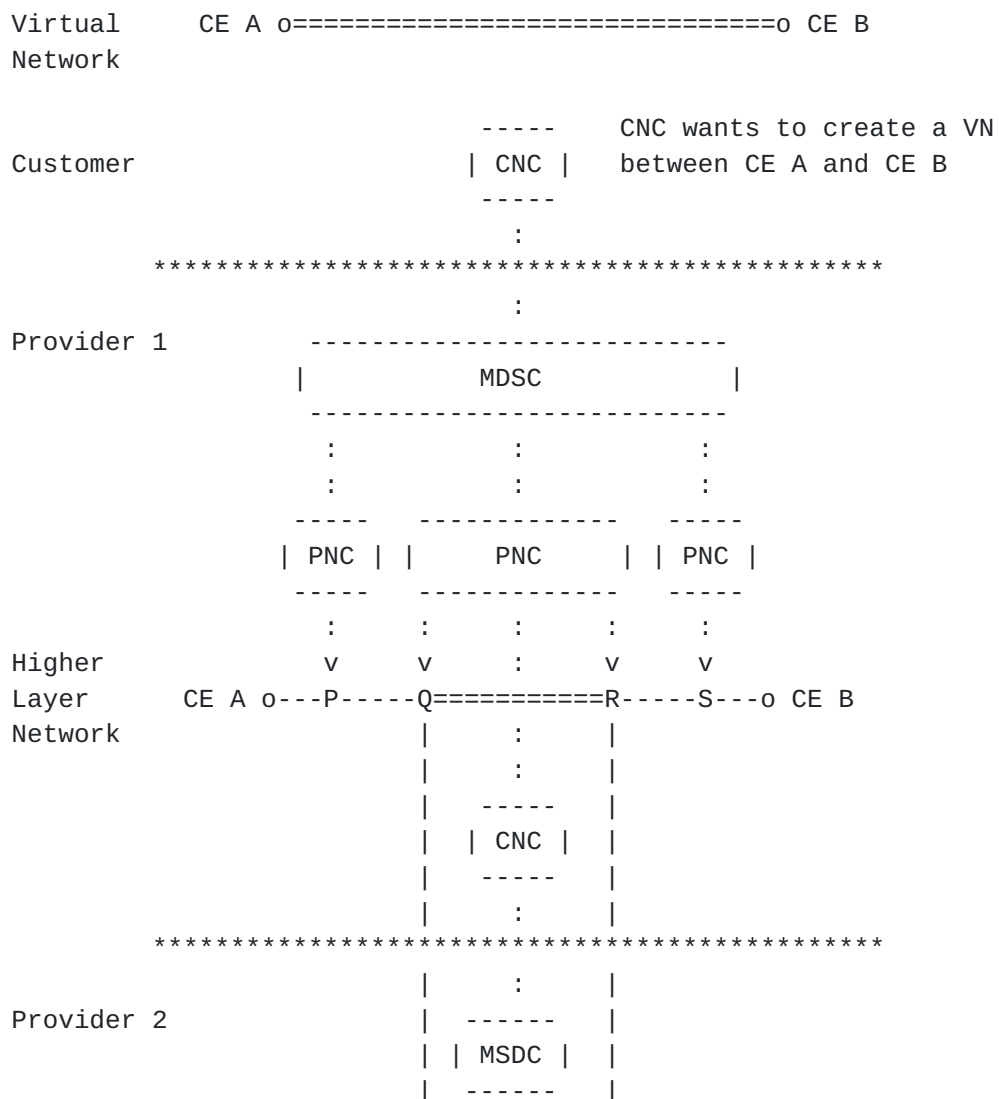 Virtual     CE A o===============================o CE B
Network

                              -----    CNC wants to create a VN
Customer                     | CNC |   between CE A and CE B
                              -----
                                :
         ***********************************************
                                :
Provider 1         ---------------------------
                  |           MDSC            |
                   ---------------------------
                    :           :           :
                    :           :           :
                  -----   -------------   -----
                 | PNC | |     PNC     | | PNC |
                  -----   -------------   -----
                    :     :     :     :     :
Higher              v     v     :     v     v
Layer      CE A o---P-----Q===========R-----S---o CE B
Network                   |     :     |
                          |     :     |
                          |   -----   |
                          |  | CNC |  |
                          |   -----   |
                          |     :     |
         ***********************************************
                          |     :     |
Provider 2                |  ------   |
                          | | MSDC |  |
                          |  ------   |